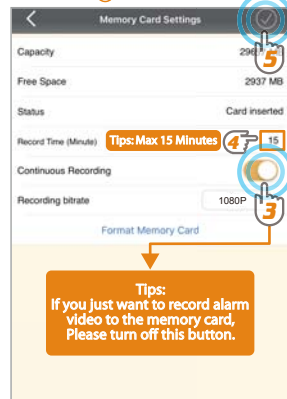 Memory Card Settings
Capacity
5
Free Space 2937 MB
Status Card inserted
Record Time (Minute) Tips: Max 15 Minutes 4 15
Continuous Recording
Recording bitrate 1080P 3
Format Memory Card
Tips:
If you just want to record alarm
video to the memory card,
Please turn off this button.